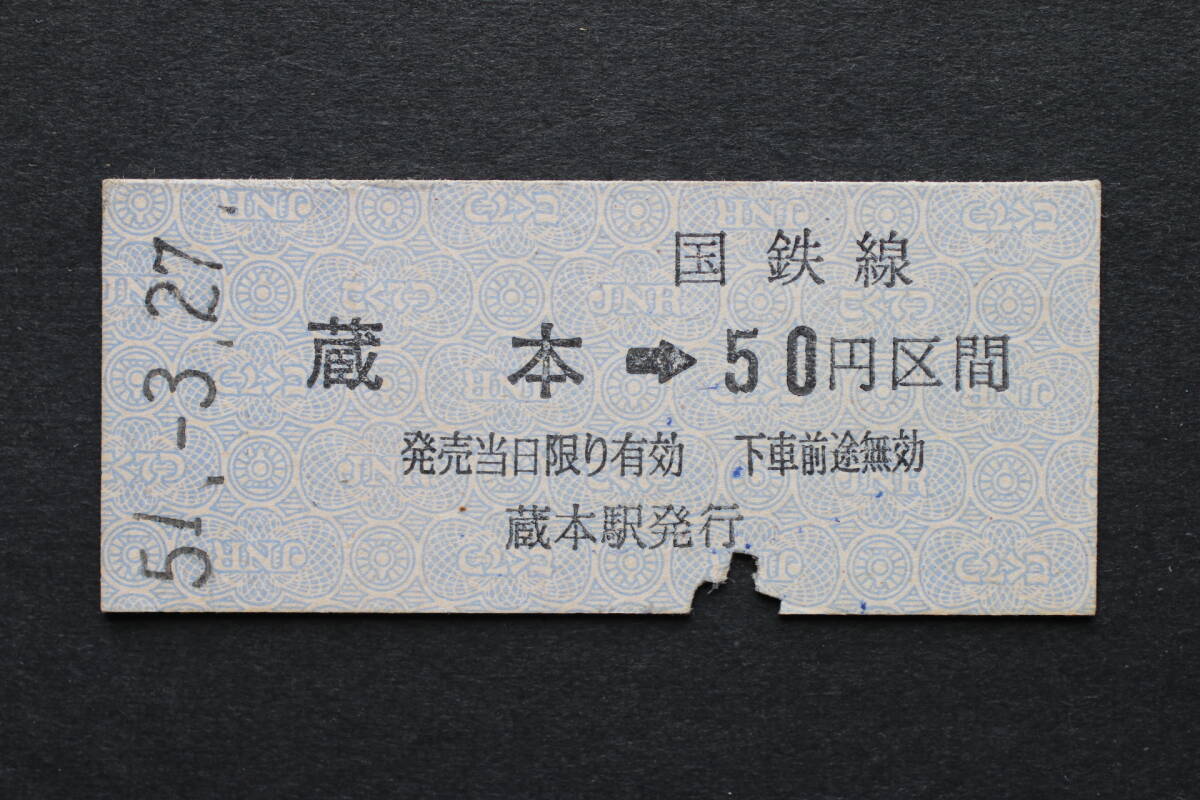 51.-3.27
国鉄線
蔵本➡50円区間
発売当日限り有効 下車前途無効
蔵本駅発行